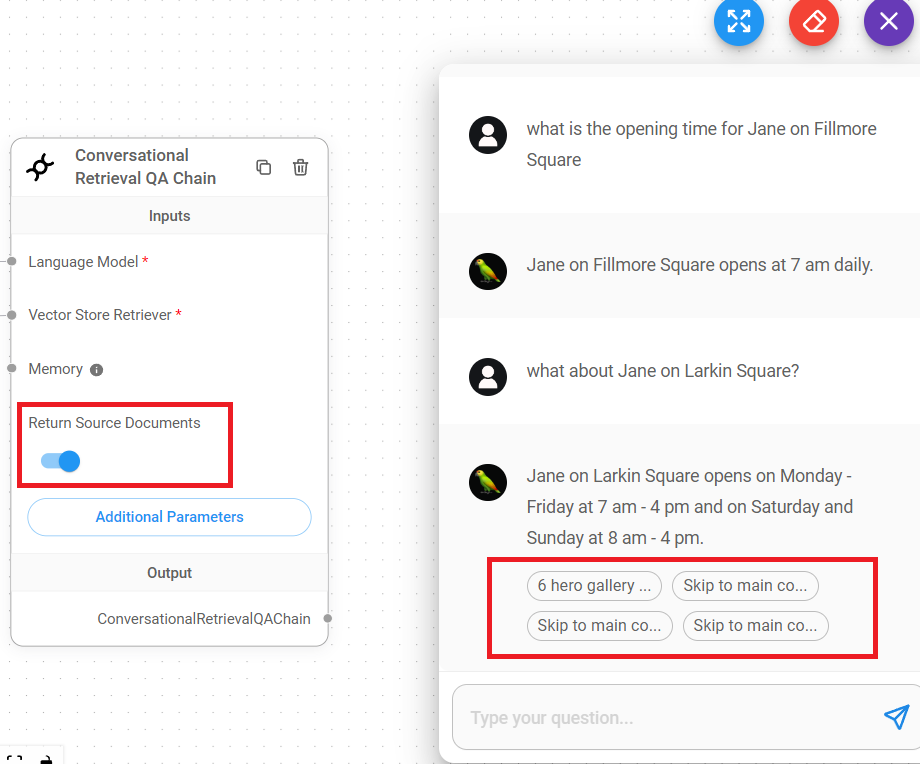 Conversational
Retrieval QA Chain
Inputs
Language Model *
Vector Store Retriever *
Memory
Return Source Documents
Additional Parameters
Output
ConversationalRetrievalQAChain
what is the opening time for Jane on Fillmore
Square
Jane on Fillmore Square opens at 7 am daily.
what about Jane on Larkin Square?
Jane on Larkin Square opens on Monday -
Friday at 7 am - 4 pm and on Saturday and
Sunday at 8 am - 4 pm.
6 hero gallery ...
Skip to main co...
Skip to main co...
Skip to main co...
Type your question...